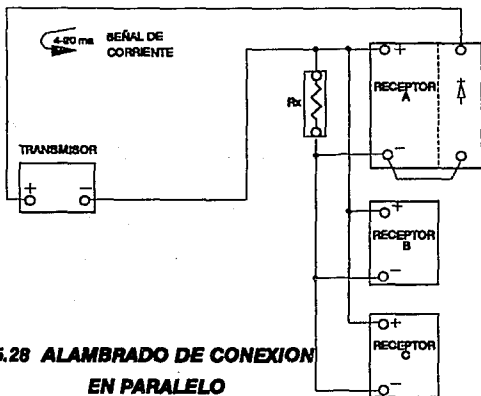 4-20 ma
SEÑAL DE
CORRIENTE
TRANSMISOR
+
−
Rx
+
RECEPTOR
A
−
+
RECEPTOR
B
−
+
RECEPTOR
C
−
5.28 ALAMBRADO DE CONEXION
EN PARALELO